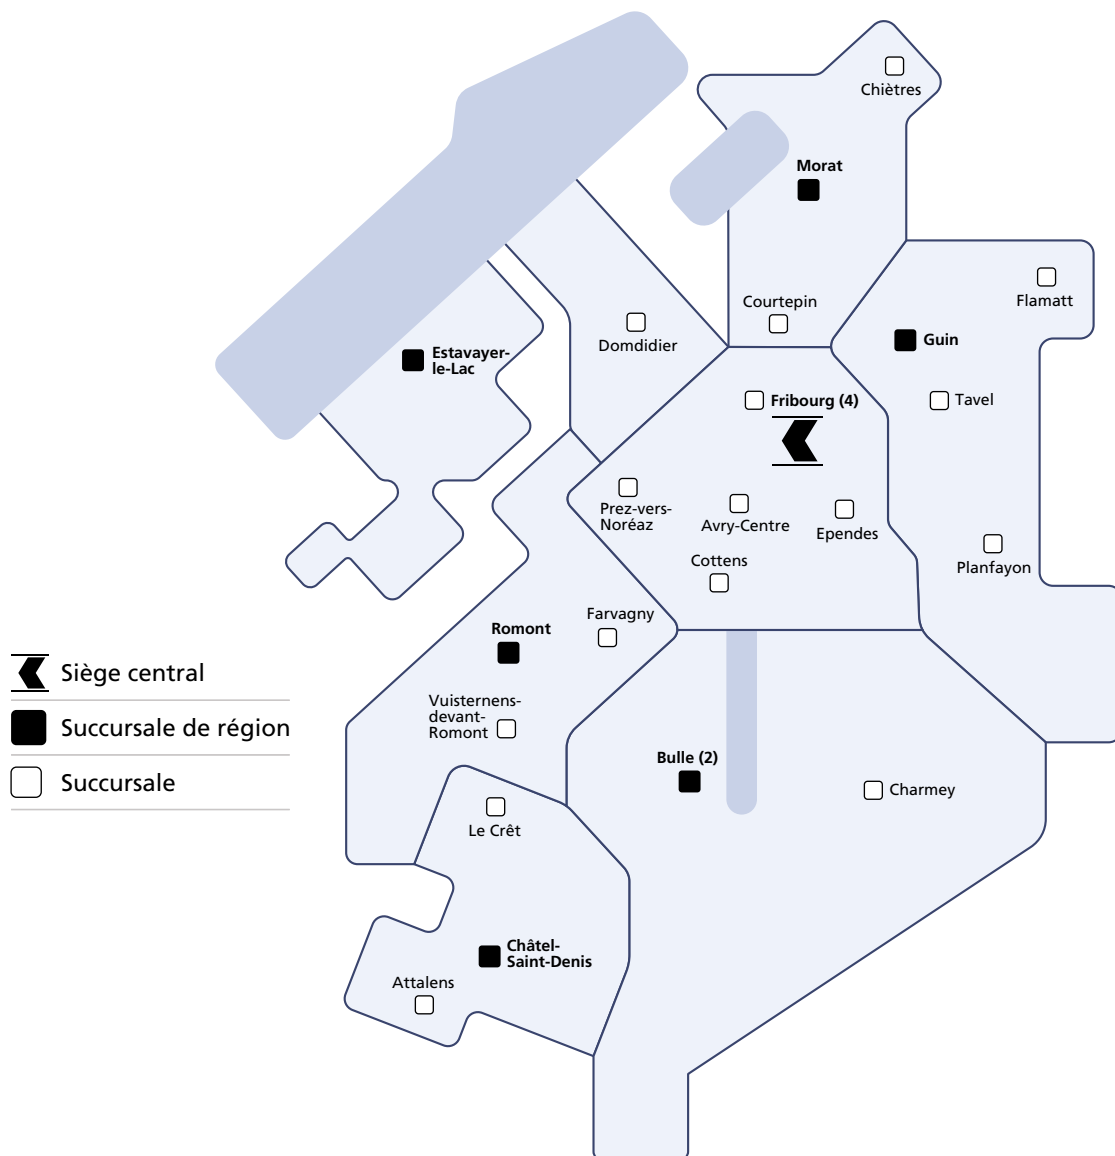 Chiètres
Morat
Flamatt
Courtepin
Domdidier
Guin
Estavayer-
le-Lac
Fribourg (4)
Tavel
Prez-vers-
Noréaz
Avry-Centre
Ependes
Cottens
Planfayon
Farvagny
Romont
Vuisternens-
devant-
Romont
Bulle (2)
Charmey
Le Crêt
Châtel-
Saint-Denis
Attalens
Siège central
Succursale de région
Succursale